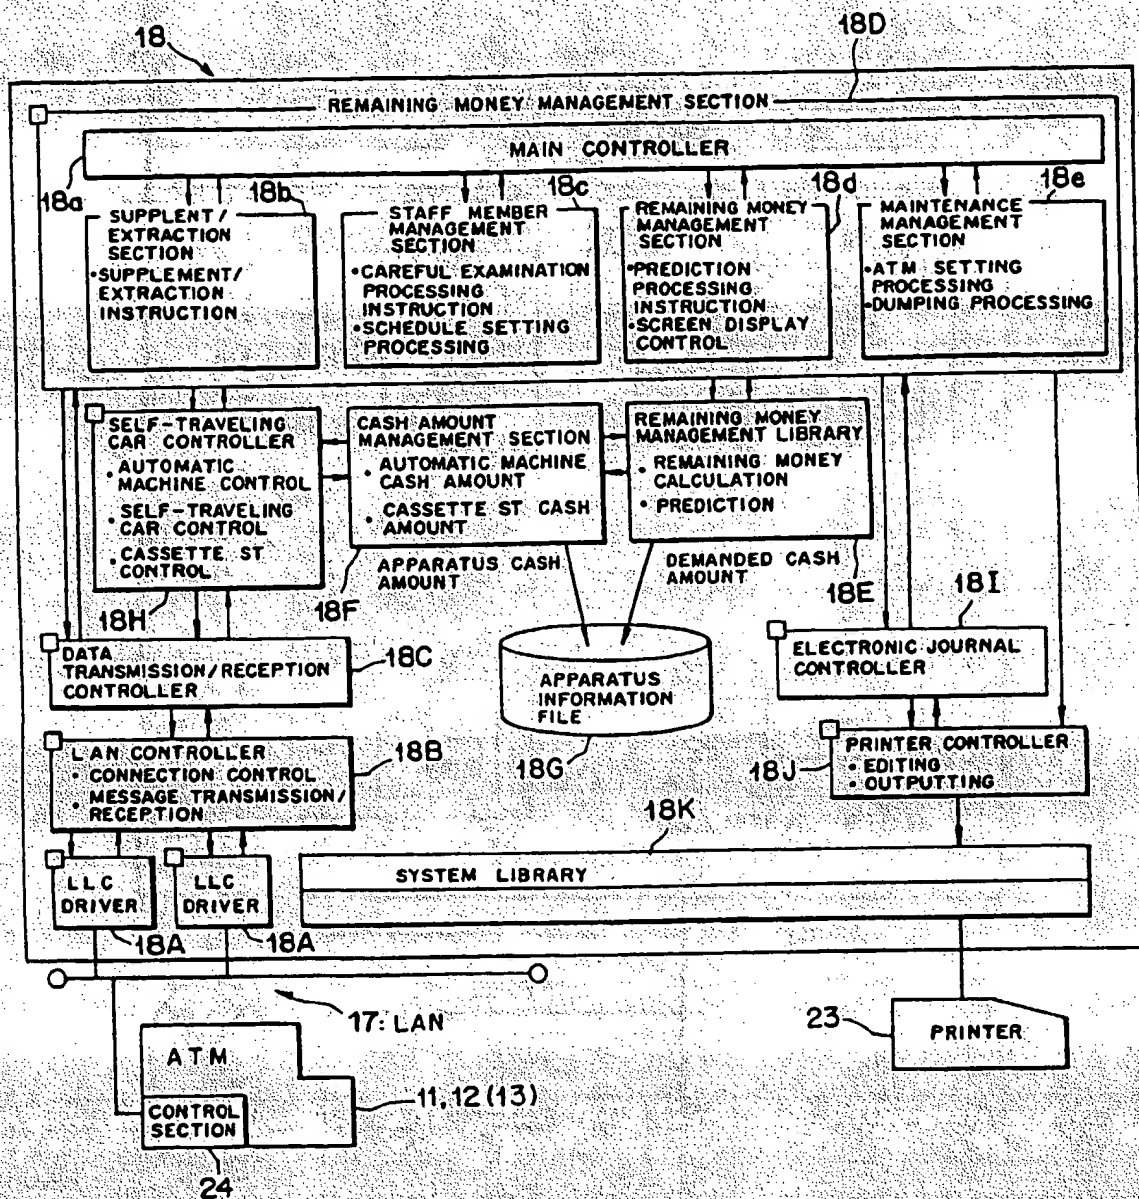 18
18D
REMAINING MONEY MANAGEMENT SECTION
MAIN CONTROLLER
18a
18b
18c
18d
18e
SUPPLENT/
EXTRACTION
SECTION
•SUPPLEMENT/
EXTRACTION
INSTRUCTION
STAFF MEMBER
MANAGEMENT
SECTION
•CAREFUL EXAMINATION
PROCESSING
INSTRUCTION
•SCHEDULE SETTING
PROCESSING
REMAINING MONEY
MANAGEMENT
SECTION
•PREDICTION
PROCESSING
INSTRUCTION
•SCREEN DISPLAY
CONTROL
MAINTENANCE
MANAGEMENT
SECTION
•ATM SETTING
PROCESSING
•DUMPING PROCESSING
SELF-TRAVELING
CAR CONTROLLER
• AUTOMATIC
MACHINE CONTROL
• SELF-TRAVELING
CAR CONTROL
• CASSETTE ST
CONTROL
18H
CASH AMOUNT
MANAGEMENT SECTION
• AUTOMATIC MACHINE
CASH AMOUNT
• CASSETTE ST CASH
AMOUNT
18F
APPARATUS CASH
AMOUNT
REMAINING MONEY
MANAGEMENT LIBRARY
• REMAINING MONEY
CALCULATION
• PREDICTION
DEMANDED CASH
AMOUNT
18E
18I
DATA
TRANSMISSION/RECEPTION
CONTROLLER
18C
APPARATUS
INFORMATION
FILE
18G
ELECTRONIC JOURNAL
CONTROLLER
LAN CONTROLLER
• CONNECTION CONTROL
• MESSAGE TRANSMISSION/
RECEPTION
18B
PRINTER CONTROLLER
• EDITING
• OUTPUTTING
18J
18K
LLC
DRIVER
18A
LLC
DRIVER
18A
SYSTEM LIBRARY
17: LAN
ATM
CONTROL
SECTION
11, 12 (13)
24
23
PRINTER